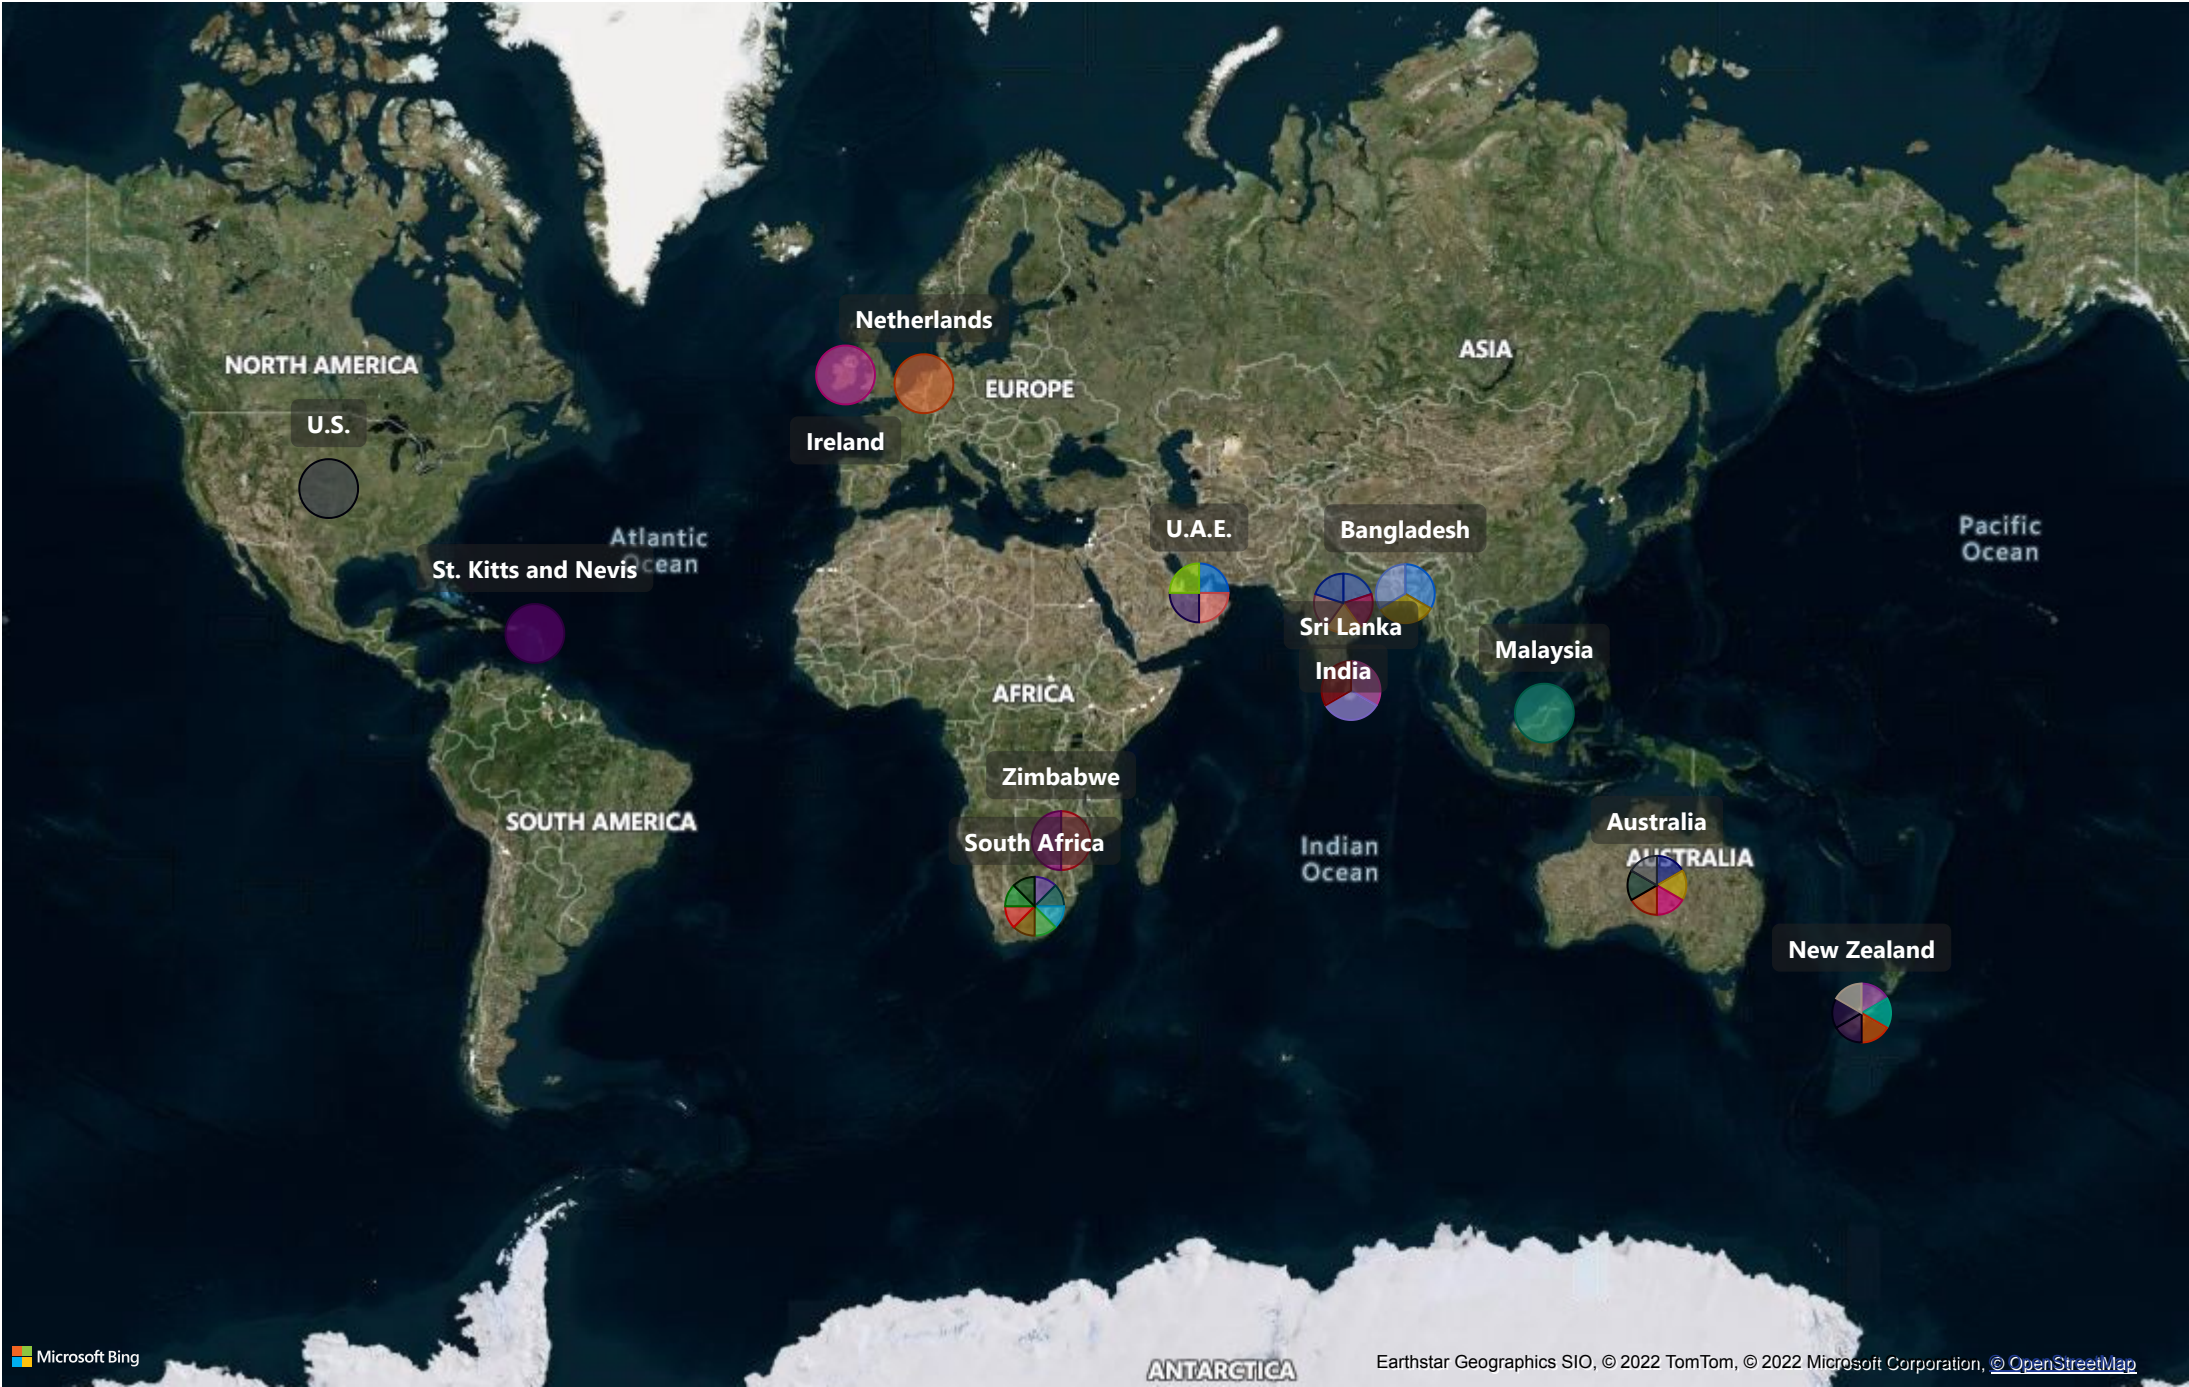 Netherlands
ASIA
NORTH AMERICA
EUROPE
U.S.
Ireland
Atlantic
Ocean
U.A.E.
Bangladesh
Pacific
Ocean
St. Kitts and Nevis
Sri Lanka
Malaysia
India
AFRICA
Zimbabwe
SOUTH AMERICA
Australia
South Africa
Indian
Ocean
AUSTRALIA
New Zealand
Microsoft Bing
ANTARCTICA
Earthstar Geographics SIO, © 2022 TomTom, © 2022 Microsoft Corporation, © OpenStreetMap